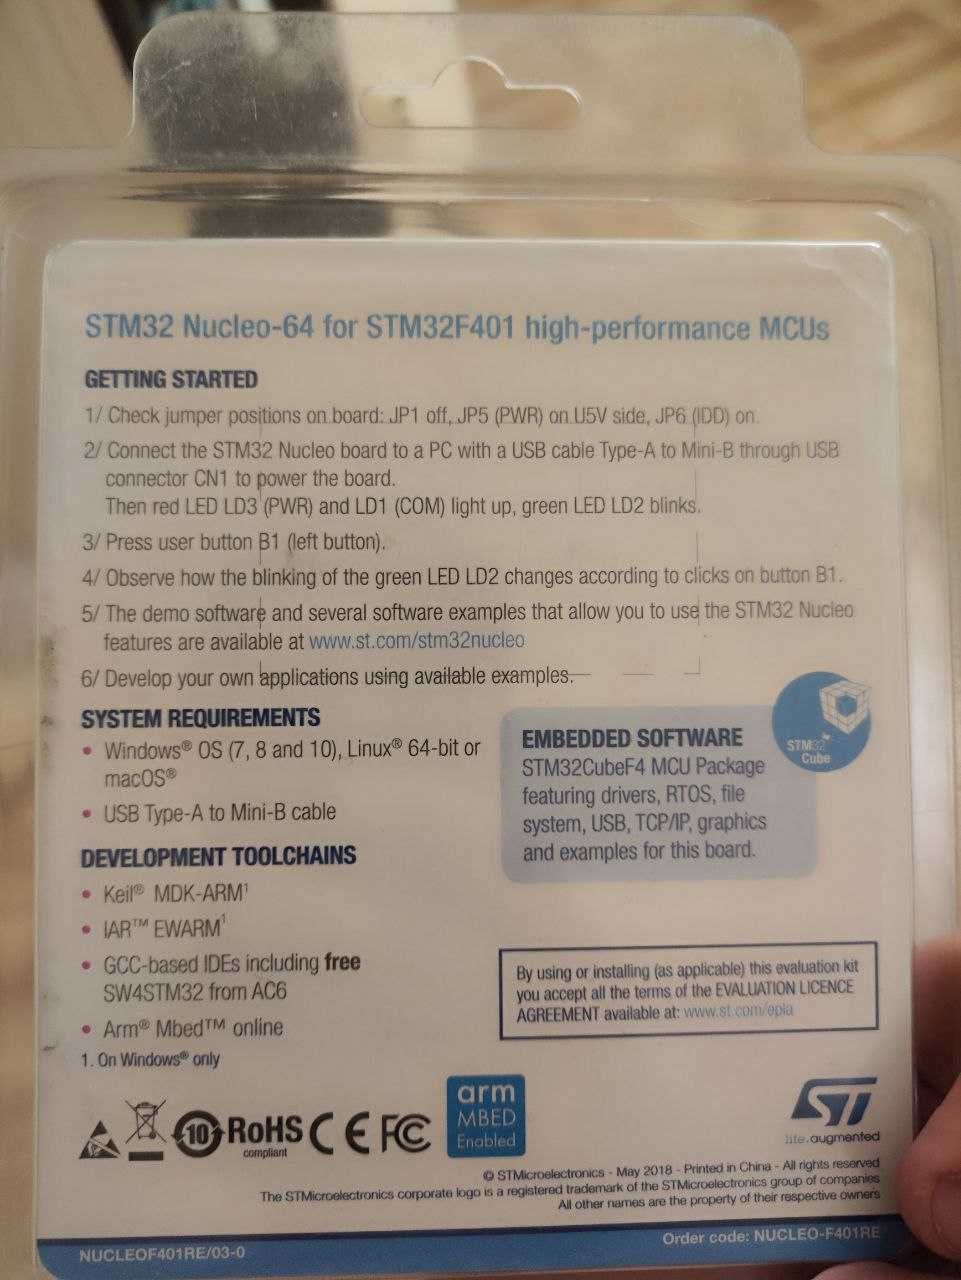 STM32 Nucleo-64 for STM32F401 high-performance MCUs
GETTING STARTED
1/ Check jumper positions on board: JP1 off, JP5 (PWR) on U5V side, JP6 (IDD) on.
2/ Connect the STM32 Nucleo board to a PC with a USB cable Type-A to Mini-B through USB
connector CN1 to power the board.
Then red LED LD3 (PWR) and LD1 (COM) light up, green LED LD2 blinks.
3/ Press user button B1 (left button).
4/ Observe how the blinking of the green LED LD2 changes according to clicks on button B1.
5/ The demo software and several software examples that allow you to use the STM32 Nucleo
features are available at www.st.com/stm32nucleo
6/ Develop your own applications using available examples.
SYSTEM REQUIREMENTS
• Windows® OS (7, 8 and 10), Linux® 64-bit or
macOS®
• USB Type-A to Mini-B cable
DEVELOPMENT TOOLCHAINS
• Keil® MDK-ARM¹
• IAR™ EWARM¹
• GCC-based IDEs including free
SW4STM32 from AC6
• Arm® Mbed™ online
1. On Windows® only
STM32
Cube
EMBEDDED SOFTWARE
STM32CubeF4 MCU Package
featuring drivers, RTOS, file
system, USB, TCP/IP, graphics
and examples for this board.
By using or installing (as applicable) this evaluation kit
you accept all the terms of the EVALUATION LICENCE
AGREEMENT available at: www.st.com/epla
10
RoHS
compliant
CE FC
arm
MBED
Enabled
ST
life.augmented
© STMicroelectronics - May 2018 - Printed in China - All rights reserved
The STMicroelectronics corporate logo is a registered trademark of the STMicroelectronics group of companies
All other names are the property of their respective owners
NUCLEOF401RE/03-0
Order code: NUCLEO-F401RE